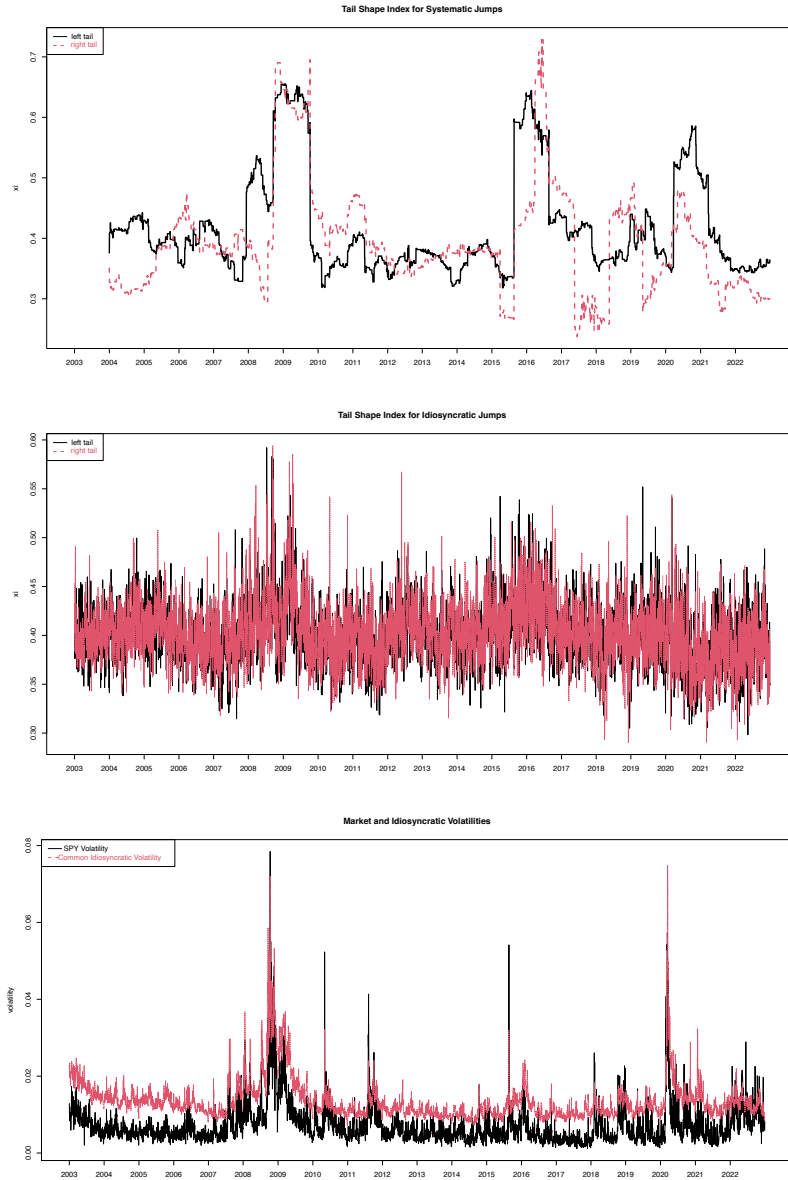 Tail Shape Index for Systematic Jumps
left tail
right tail
0.7
0.6
0.5
0.4
0.3
xi
2003 2004 2005 2006 2007 2008 2009 2010 2011 2012 2013 2014 2015 2016 2017 2018 2019 2020 2021 2022
Tail Shape Index for Idiosyncratic Jumps
left tail
right tail
0.60
0.55
0.50
0.45
0.40
0.35
0.30
xi
2003 2004 2005 2006 2007 2008 2009 2010 2011 2012 2013 2014 2015 2016 2017 2018 2019 2020 2021 2022
Market and Idiosyncratic Volatilities
SPY Volatility
Common Idiosyncratic Volatility
0.08
0.06
0.04
0.02
0.00
volatility
2003 2004 2005 2006 2007 2008 2009 2010 2011 2012 2013 2014 2015 2016 2017 2018 2019 2020 2021 2022